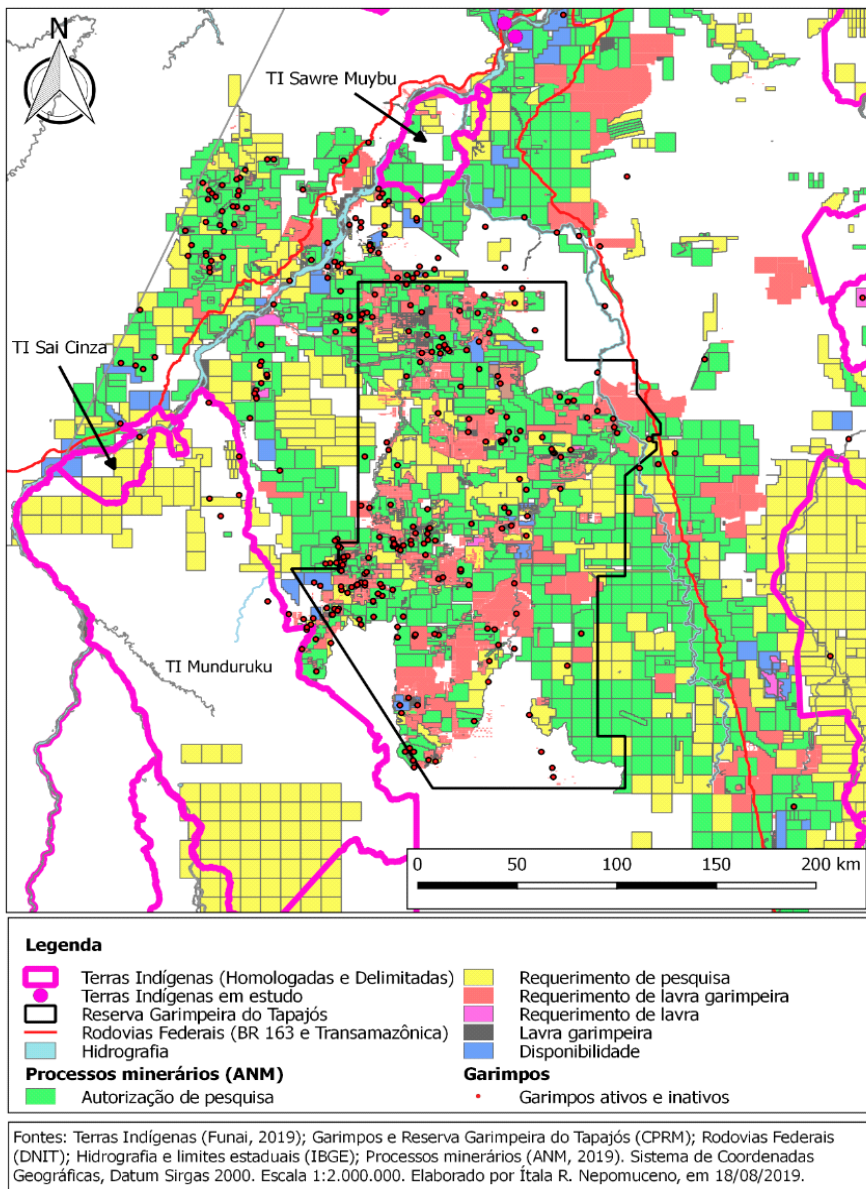 N
TI Sawre Muybu
TI Sai Cinza
TI Munduruku
0 50 100 150 200 km
Legenda
Terras Indígenas (Homologadas e Delimitadas)
Terras Indígenas em estudo
Reserva Garimpeira do Tapajós
Rodovias Federais (BR 163 e Transamazônica)
Hidrografia
Processos minerários (ANM)
Autorização de pesquisa
Requerimento de pesquisa
Requerimento de lavra garimpeira
Requerimento de lavra
Lavra garimpeira
Disponibilidade
Garimpos
Garimpos ativos e inativos
Fontes: Terras Indígenas (Funai, 2019); Garimpos e Reserva Garimpeira do Tapajós (CPRM); Rodovias Federais
(DNIT); Hidrografia e limites estaduais (IBGE); Processos minerários (ANM, 2019). Sistema de Coordenadas
Geográficas, Datum Sirgas 2000. Escala 1:2.000.000. Elaborado por Ítala R. Nepomuceno, em 18/08/2019.